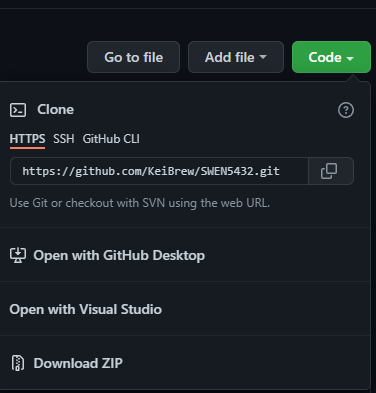 Go to file Add file Code
Clone
HTTPS SSH GitHub CLI
https://github.com/KeiBrew/SWEN5432.git
Use Git or checkout with SVN using the web URL.
Open with GitHub Desktop
Open with Visual Studio
Download ZIP